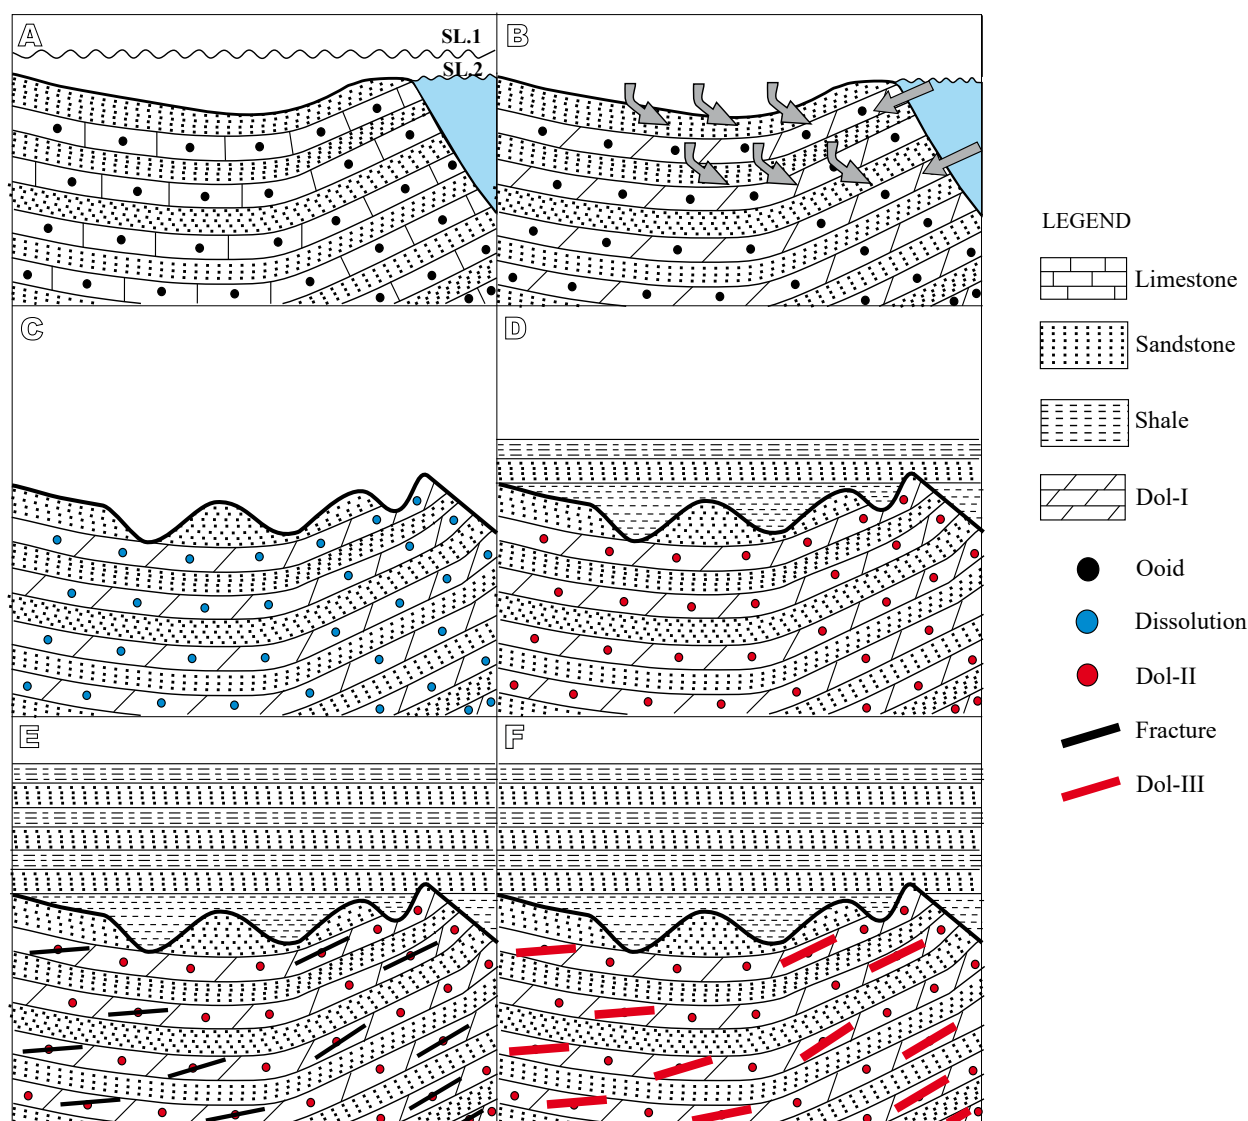 A
SL.1
SL.2
B
C
D
E
F
LEGEND
Limestone
Sandstone
Shale
Dol-I
Ooid
Dissolution
Dol-II
Fracture
Dol-III